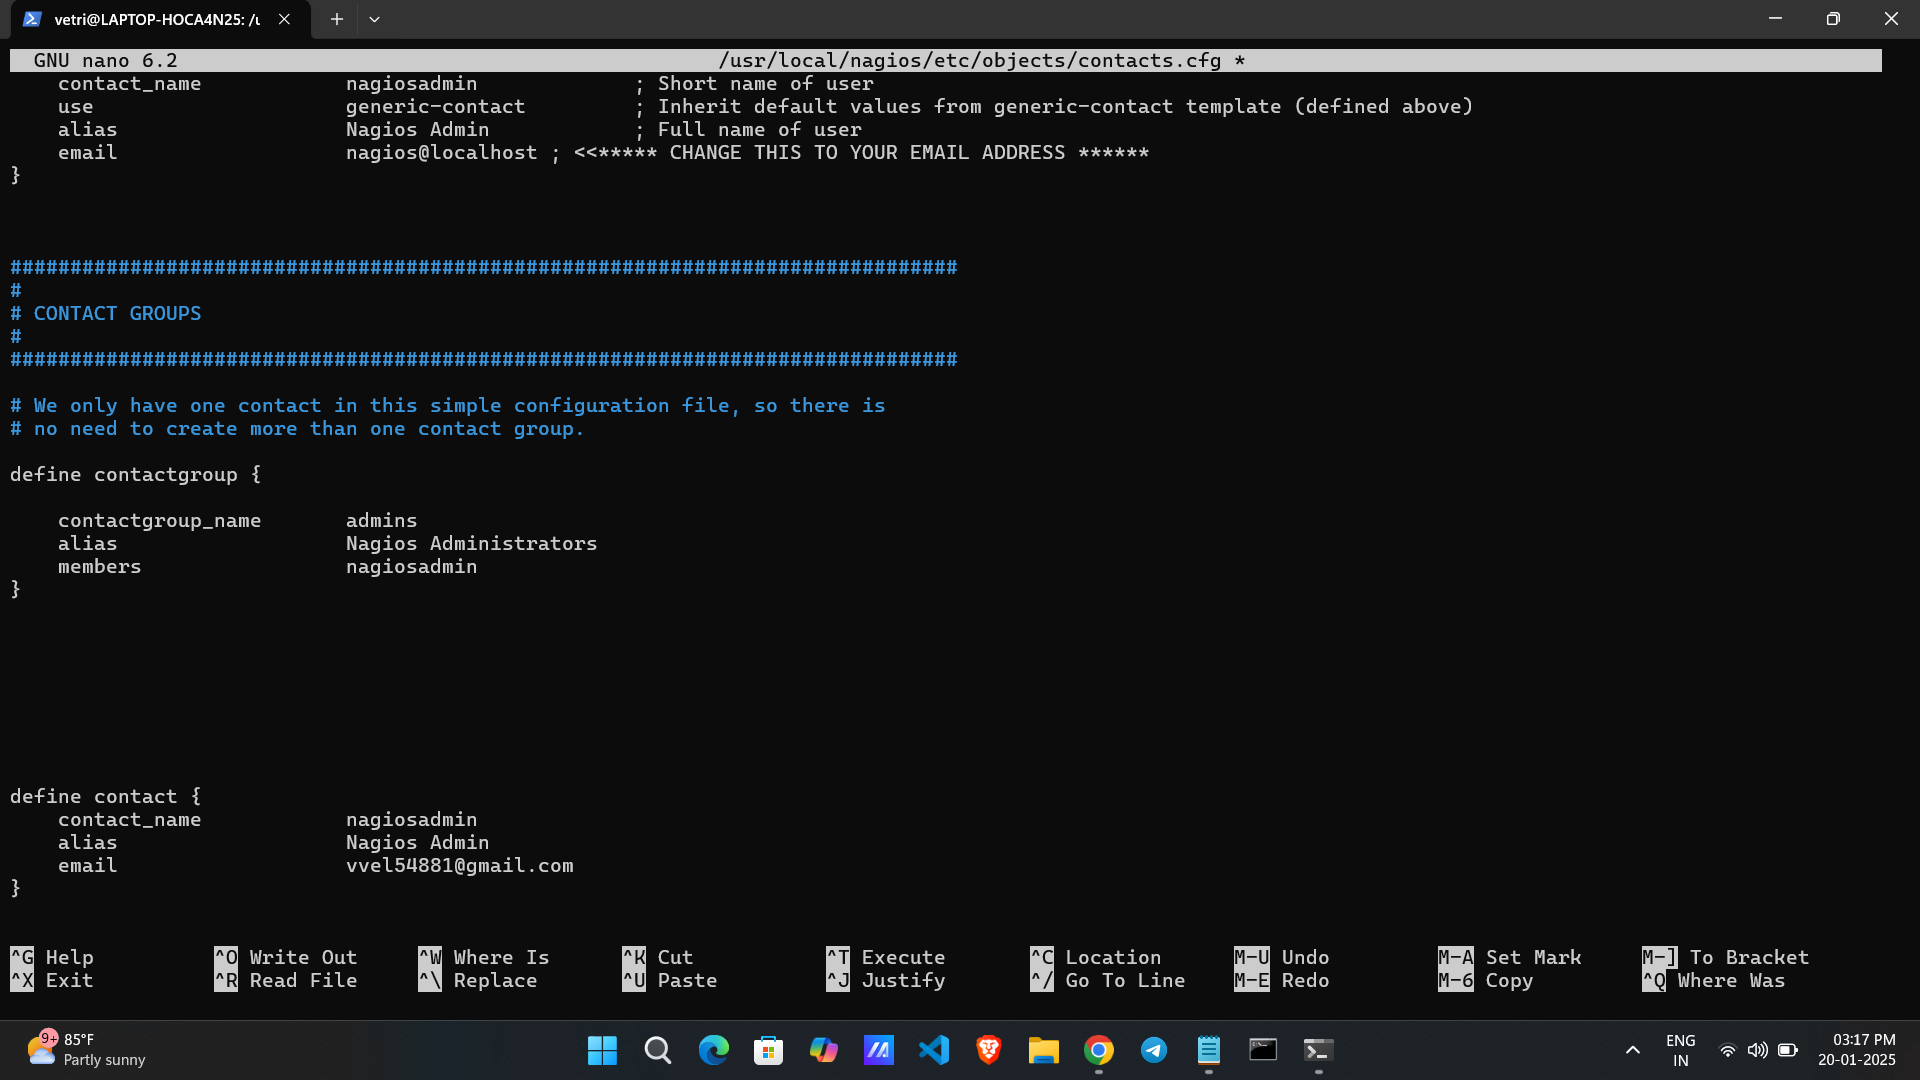 vetri@LAPTOP-HOCA4N25: /u
GNU nano 6.2 /usr/local/nagios/etc/objects/contacts.cfg *
contact_name nagiosadmin ; Short name of user
use generic-contact ; Inherit default values from generic-contact template (defined above)
alias Nagios Admin ; Full name of user
email nagios@localhost ; <<***** CHANGE THIS TO YOUR EMAIL ADDRESS ******
}
###############################################################################
#
# CONTACT GROUPS
#
###############################################################################
# We only have one contact in this simple configuration file, so there is
# no need to create more than one contact group.
define contactgroup {
contactgroup_name admins
alias Nagios Administrators
members nagiosadmin
}
define contact {
contact_name nagiosadmin
alias Nagios Admin
email vvel54881@gmail.com
}
^G Help ^O Write Out ^W Where Is ^K Cut ^T Execute ^C Location M-U Undo M-A Set Mark M-] To Bracket
^X Exit ^R Read File ^\ Replace ^U Paste ^J Justify ^/ Go To Line M-E Redo M-6 Copy ^Q Where Was
9+ 85°F
Partly sunny
ENG
IN
03:17 PM
20-01-2025